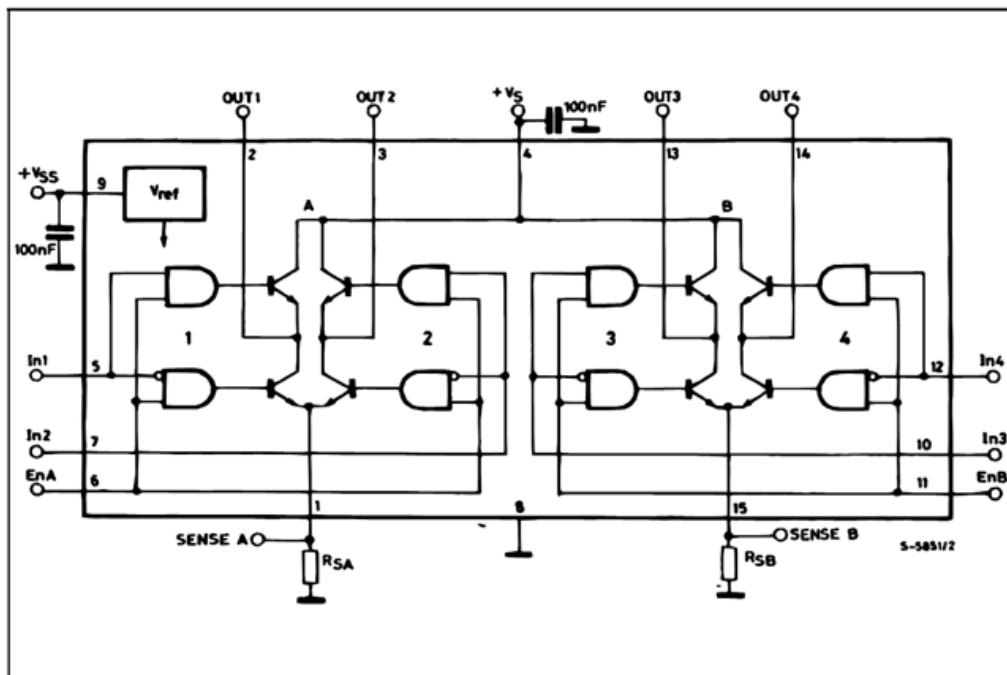 OUT1
OUT2
+VS
100nF
OUT3
OUT4
2
3
4
13
14
+VSS
9
Vref
A
B
100nF
1
2
3
4
In1
5
12
In4
In2
7
10
In3
EnA
6
11
EnB
1
8
15
SENSE A
RSA
SENSE B
RSB
S-5851/2